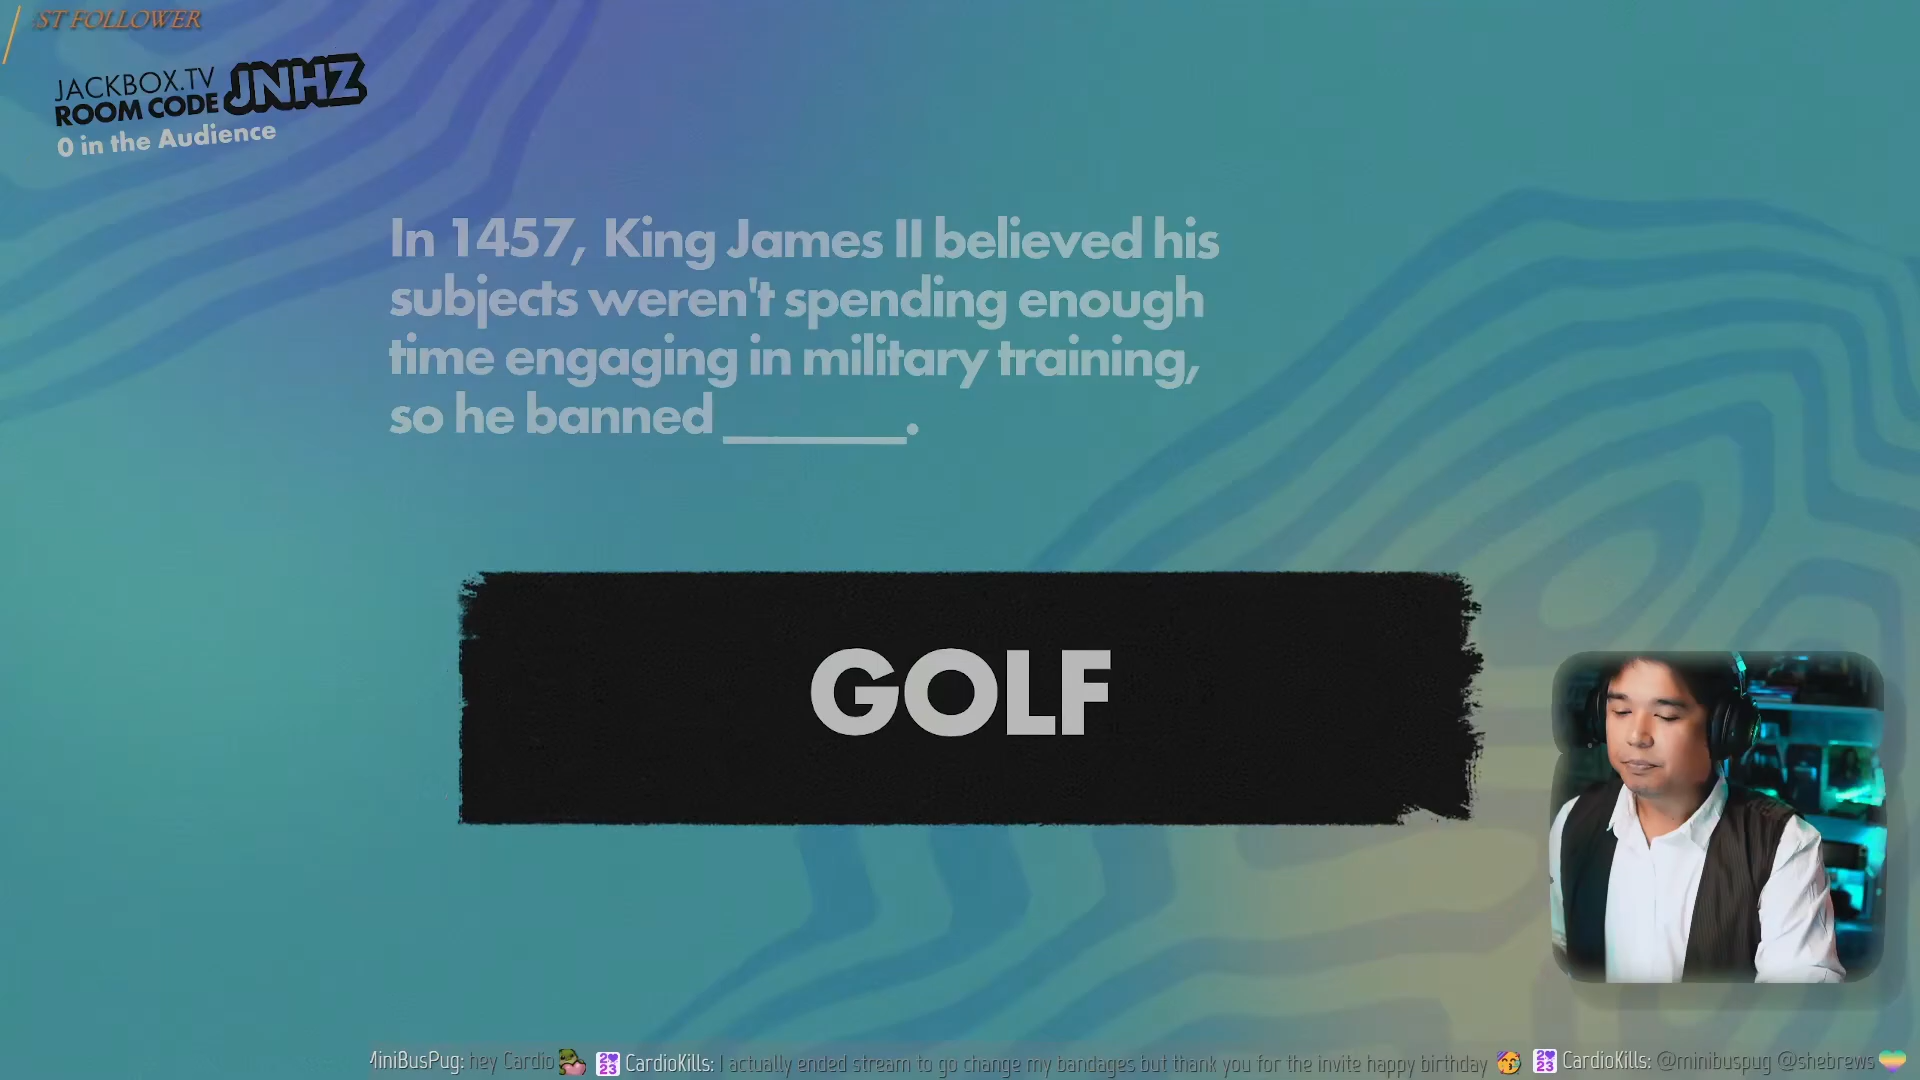 ST FOLLOWER
JACKBOX.TV
ROOM CODE JNHZ
0 in the Audience
In 1457, King James II believed his
subjects weren't spending enough
time engaging in military training,
so he banned ________.
GOLF
MiniBusPug: hey Cardio CardioKills: I actually ended stream to go change my bandages but thank you for the invite happy birthday CardioKills: @minibuspug @shebrews